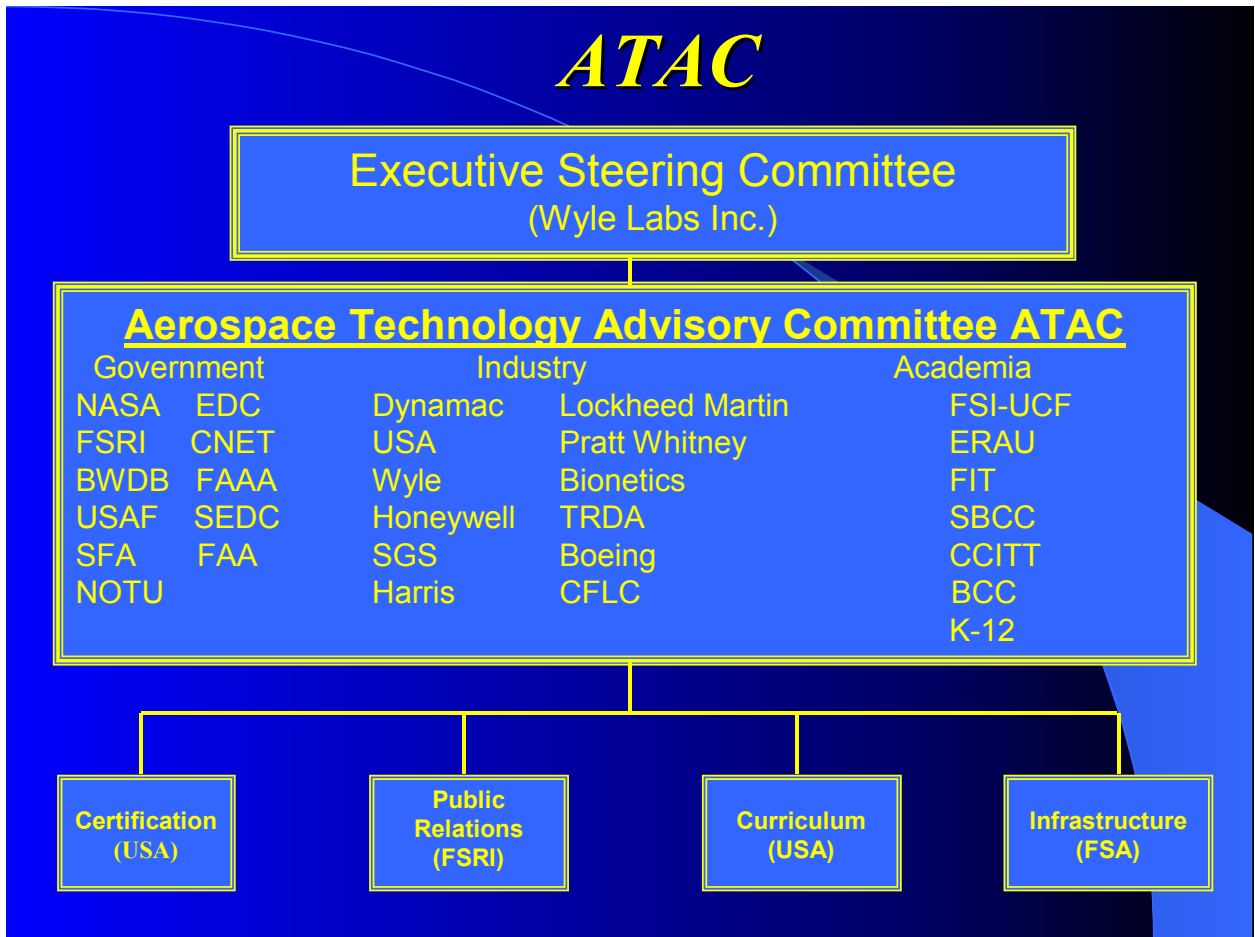 ATAC
Executive Steering Committee
(Wyle Labs Inc.)
Aerospace Technology Advisory Committee ATAC
Government Industry Academia
NASA EDC Dynamac Lockheed Martin FSI-UCF
FSRI CNET USA Pratt Whitney ERAU
BWDB FAAA Wyle Bionetics FIT
USAF SEDC Honeywell TRDA SBCC
SFA FAA SGS Boeing CCITT
NOTU Harris CFLC BCC
K-12
Certification
(USA)
Public
Relations
(FSRI)
Curriculum
(USA)
Infrastructure
(FSA)